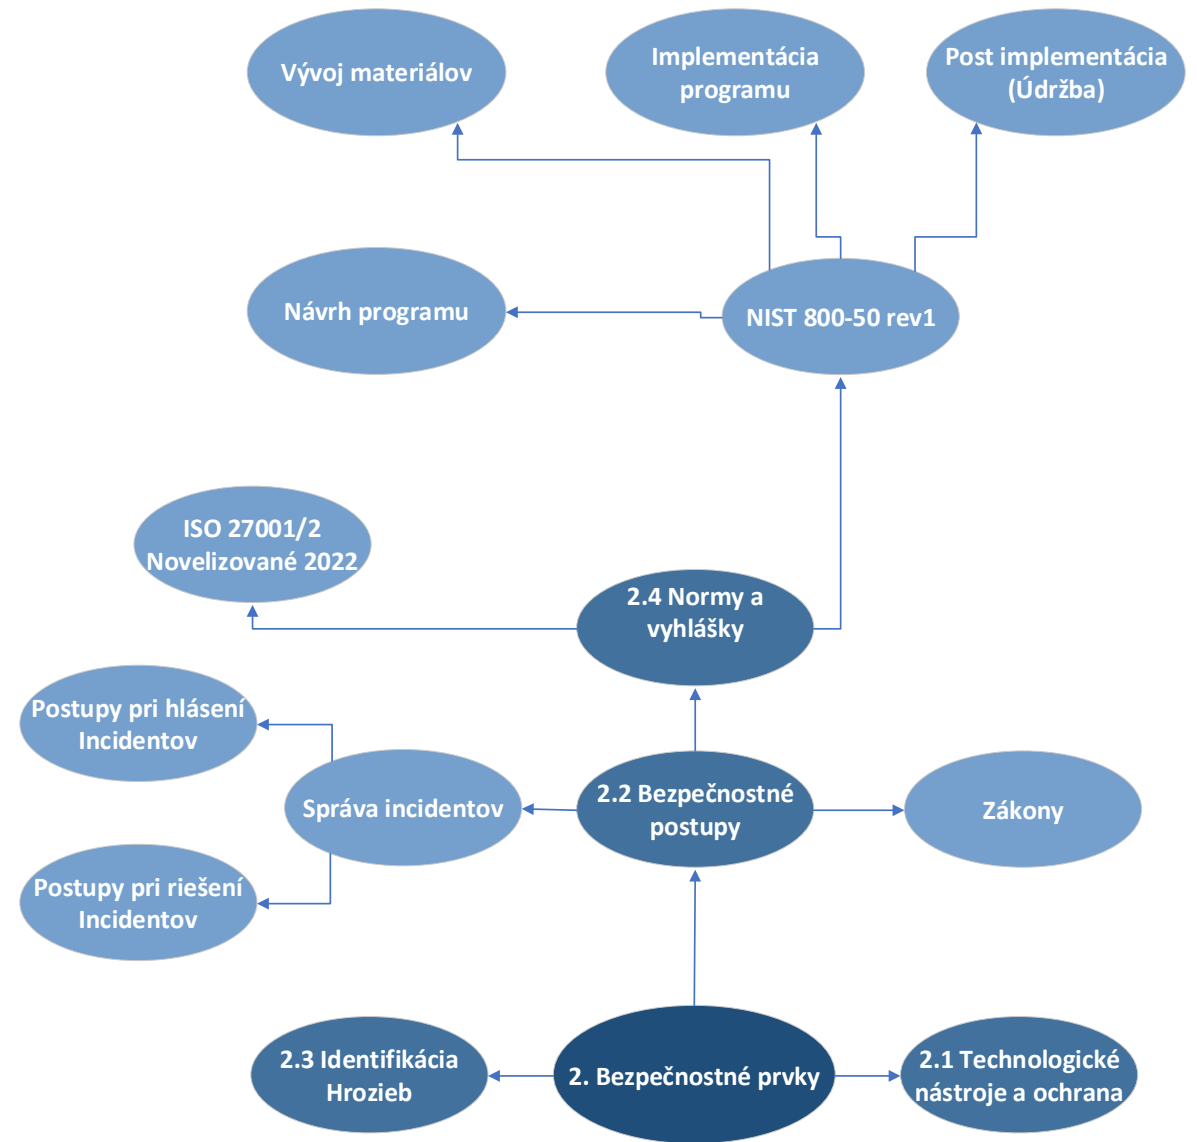 Vývoj materiálov
Implementácia
programu
Post implementácia
(Údržba)
Návrh programu
NIST 800-50 rev1
ISO 27001/2
Novelizované 2022
2.4 Normy a
vyhlášky
Postupy pri hlásení
Incidentov
Správa incidentov
2.2 Bezpečnostné
postupy
Zákony
Postupy pri riešení
Incidentov
2.3 Identifikácia
Hrozieb
2. Bezpečnostné prvky
2.1 Technologické
nástroje a ochrana